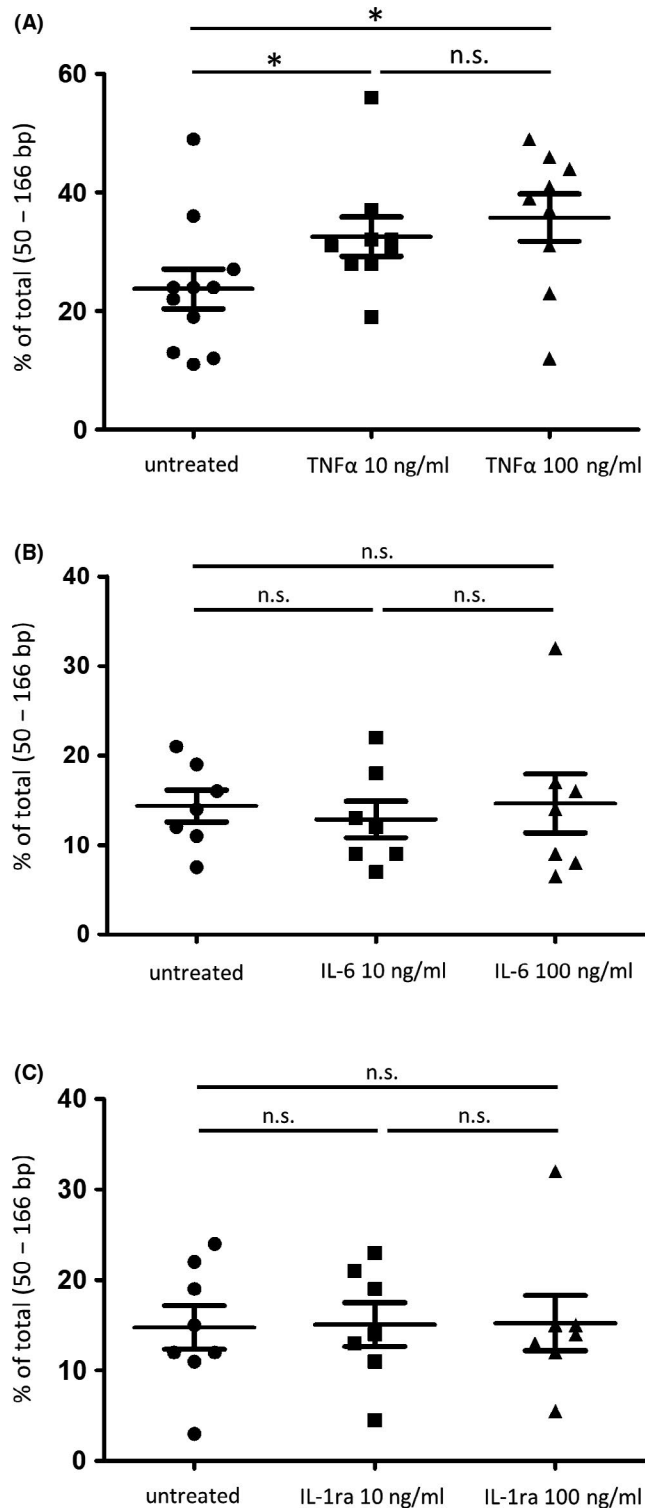 (A)
*
*
n.s.
60
40
20
0
% of total (50 – 166 bp)
untreated
TNFα 10 ng/ml
TNFα 100 ng/ml
(B)
n.s.
n.s.
n.s.
40
30
20
10
0
% of total (50 – 166 bp)
untreated
IL-6 10 ng/ml
IL-6 100 ng/ml
(C)
n.s.
n.s.
n.s.
40
30
20
10
0
% of total (50 – 166 bp)
untreated
IL-1ra 10 ng/ml
IL-1ra 100 ng/ml